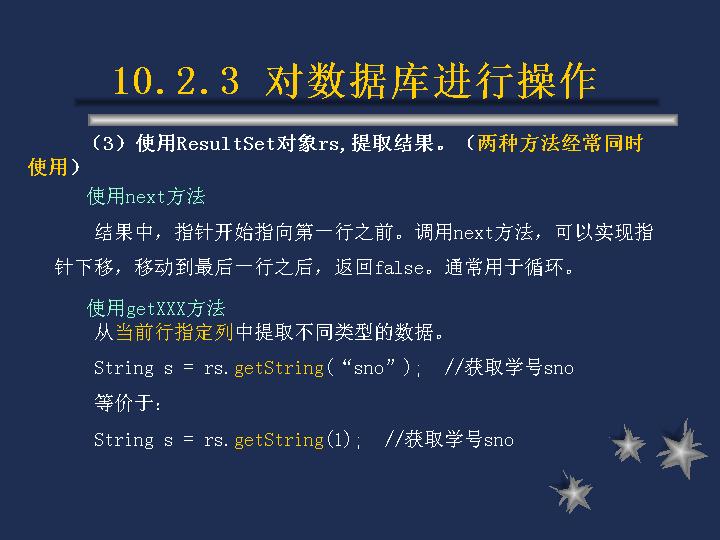 10.2.3 对数据库进行操作
（3）使用ResultSet对象rs,提取结果。（两种方法经常同时
使用）
使用next方法
结果中，指针开始指向第一行之前。调用next方法，可以实现指
针下移，移动到最后一行之后，返回false。通常用于循环。
使用getXXX方法
从当前行指定列中提取不同类型的数据。
String s = rs.getString(“sno”); //获取学号sno
等价于：
String s = rs.getString(1); //获取学号sno